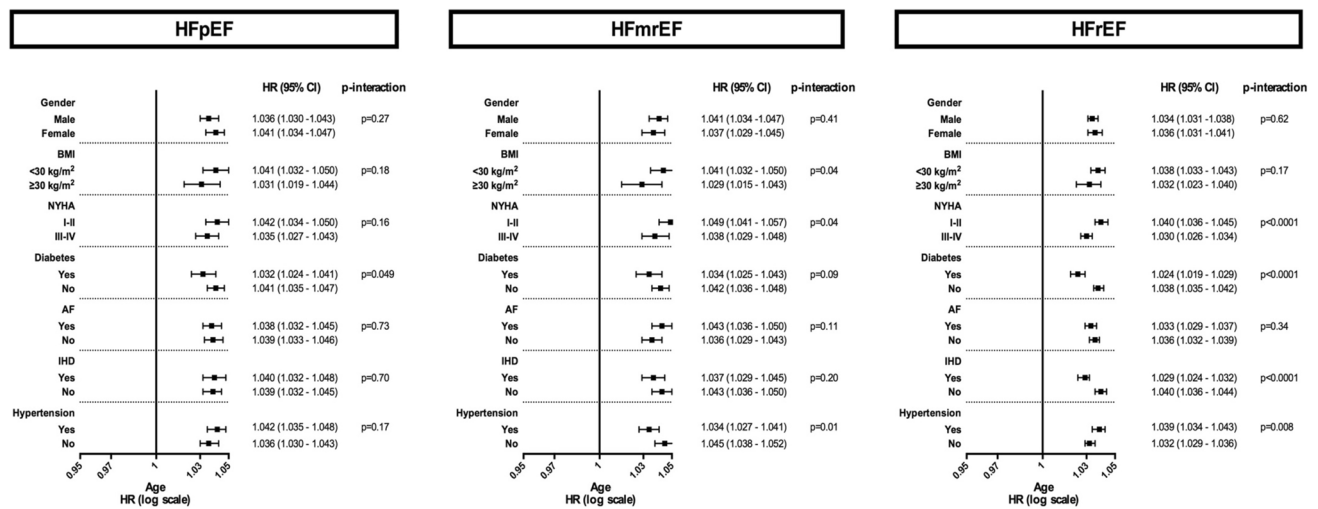 HFpEF
HR (95% CI) p-interaction
Gender
Male 1.036 (1.030 -1.043) p=0.27
Female 1.041 (1.034 -1.047)
BMI
<30 kg/m² 1.041 (1.032 - 1.050) p=0.18
≥30 kg/m² 1.031 (1.019 - 1.044)
NYHA
I-II 1.042 (1.034 - 1.050) p=0.16
III-IV 1.035 (1.027 - 1.043)
Diabetes
Yes 1.032 (1.024 - 1.041) p=0.049
No 1.041 (1.035 - 1.047)
AF
Yes 1.038 (1.032 - 1.045) p=0.73
No 1.039 (1.033 - 1.046)
IHD
Yes 1.040 (1.032 - 1.048) p=0.70
No 1.039 (1.032 - 1.045)
Hypertension
Yes 1.042 (1.035 - 1.048) p=0.17
No 1.036 (1.030 - 1.043)
0.95 0.97 1 1.03 1.05
Age
HR (log scale)
HFmrEF
HR (95% CI) p-interaction
Gender
Male 1.041 (1.034 -1.047) p=0.41
Female 1.037 (1.029 -1.045)
BMI
<30 kg/m² 1.041 (1.032 - 1.050) p=0.04
≥30 kg/m² 1.029 (1.015 - 1.043)
NYHA
I-II 1.049 (1.041 - 1.057) p=0.04
III-IV 1.038 (1.029 - 1.048)
Diabetes
Yes 1.034 (1.025 - 1.043) p=0.09
No 1.042 (1.036 - 1.048)
AF
Yes 1.043 (1.036 - 1.050) p=0.11
No 1.036 (1.029 - 1.043)
IHD
Yes 1.037 (1.029 - 1.045) p=0.20
No 1.043 (1.036 - 1.050)
Hypertension
Yes 1.034 (1.027 - 1.041) p=0.01
No 1.045 (1.038 - 1.052)
0.95 0.97 1 1.03 1.05
Age
HR (log scale)
HFrEF
HR (95% CI) p-interaction
Gender
Male 1.034 (1.031 -1.038) p=0.62
Female 1.036 (1.031 -1.041)
BMI
<30 kg/m² 1.038 (1.033 - 1.043) p=0.17
≥30 kg/m² 1.032 (1.023 - 1.040)
NYHA
I-II 1.040 (1.036 - 1.045) p<0.0001
III-IV 1.030 (1.026 - 1.034)
Diabetes
Yes 1.024 (1.019 - 1.029) p<0.0001
No 1.038 (1.035 - 1.042)
AF
Yes 1.033 (1.029 - 1.037) p=0.34
No 1.036 (1.032 - 1.039)
IHD
Yes 1.029 (1.024 - 1.032) p<0.0001
No 1.040 (1.036 - 1.044)
Hypertension
Yes 1.039 (1.034 - 1.043) p=0.008
No 1.032 (1.029 - 1.036)
0.95 0.97 1 1.03 1.05
Age
HR (log scale)